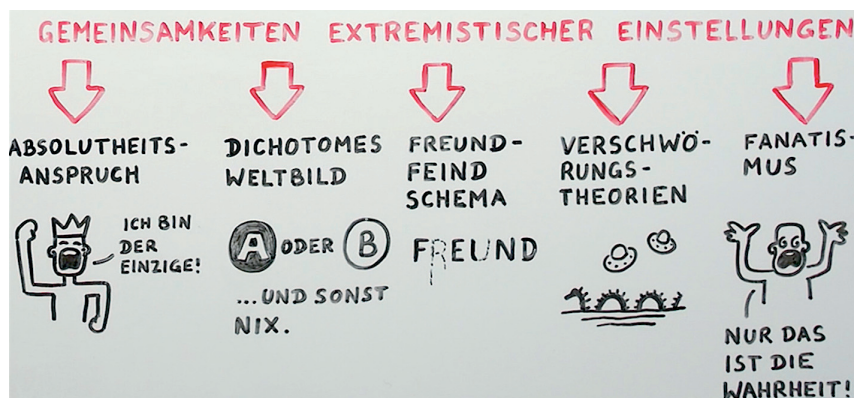 GEMEINSAMKEITEN EXTREMISTISCHER EINSTELLUNGEN
ABSOLUTHEITS-
ANSPRUCH
ICH BIN
DER
EINZIGE!
DICHOTOMES
WELTBILD
A ODER B
...UND SONST
NIX.
FREUND-
FEIND
SCHEMA
FREUND
VERSCHWÖ-
RUNGS-
THEORIEN
FANATIS-
MUS
NUR DAS
IST DIE
WAHRHEIT!